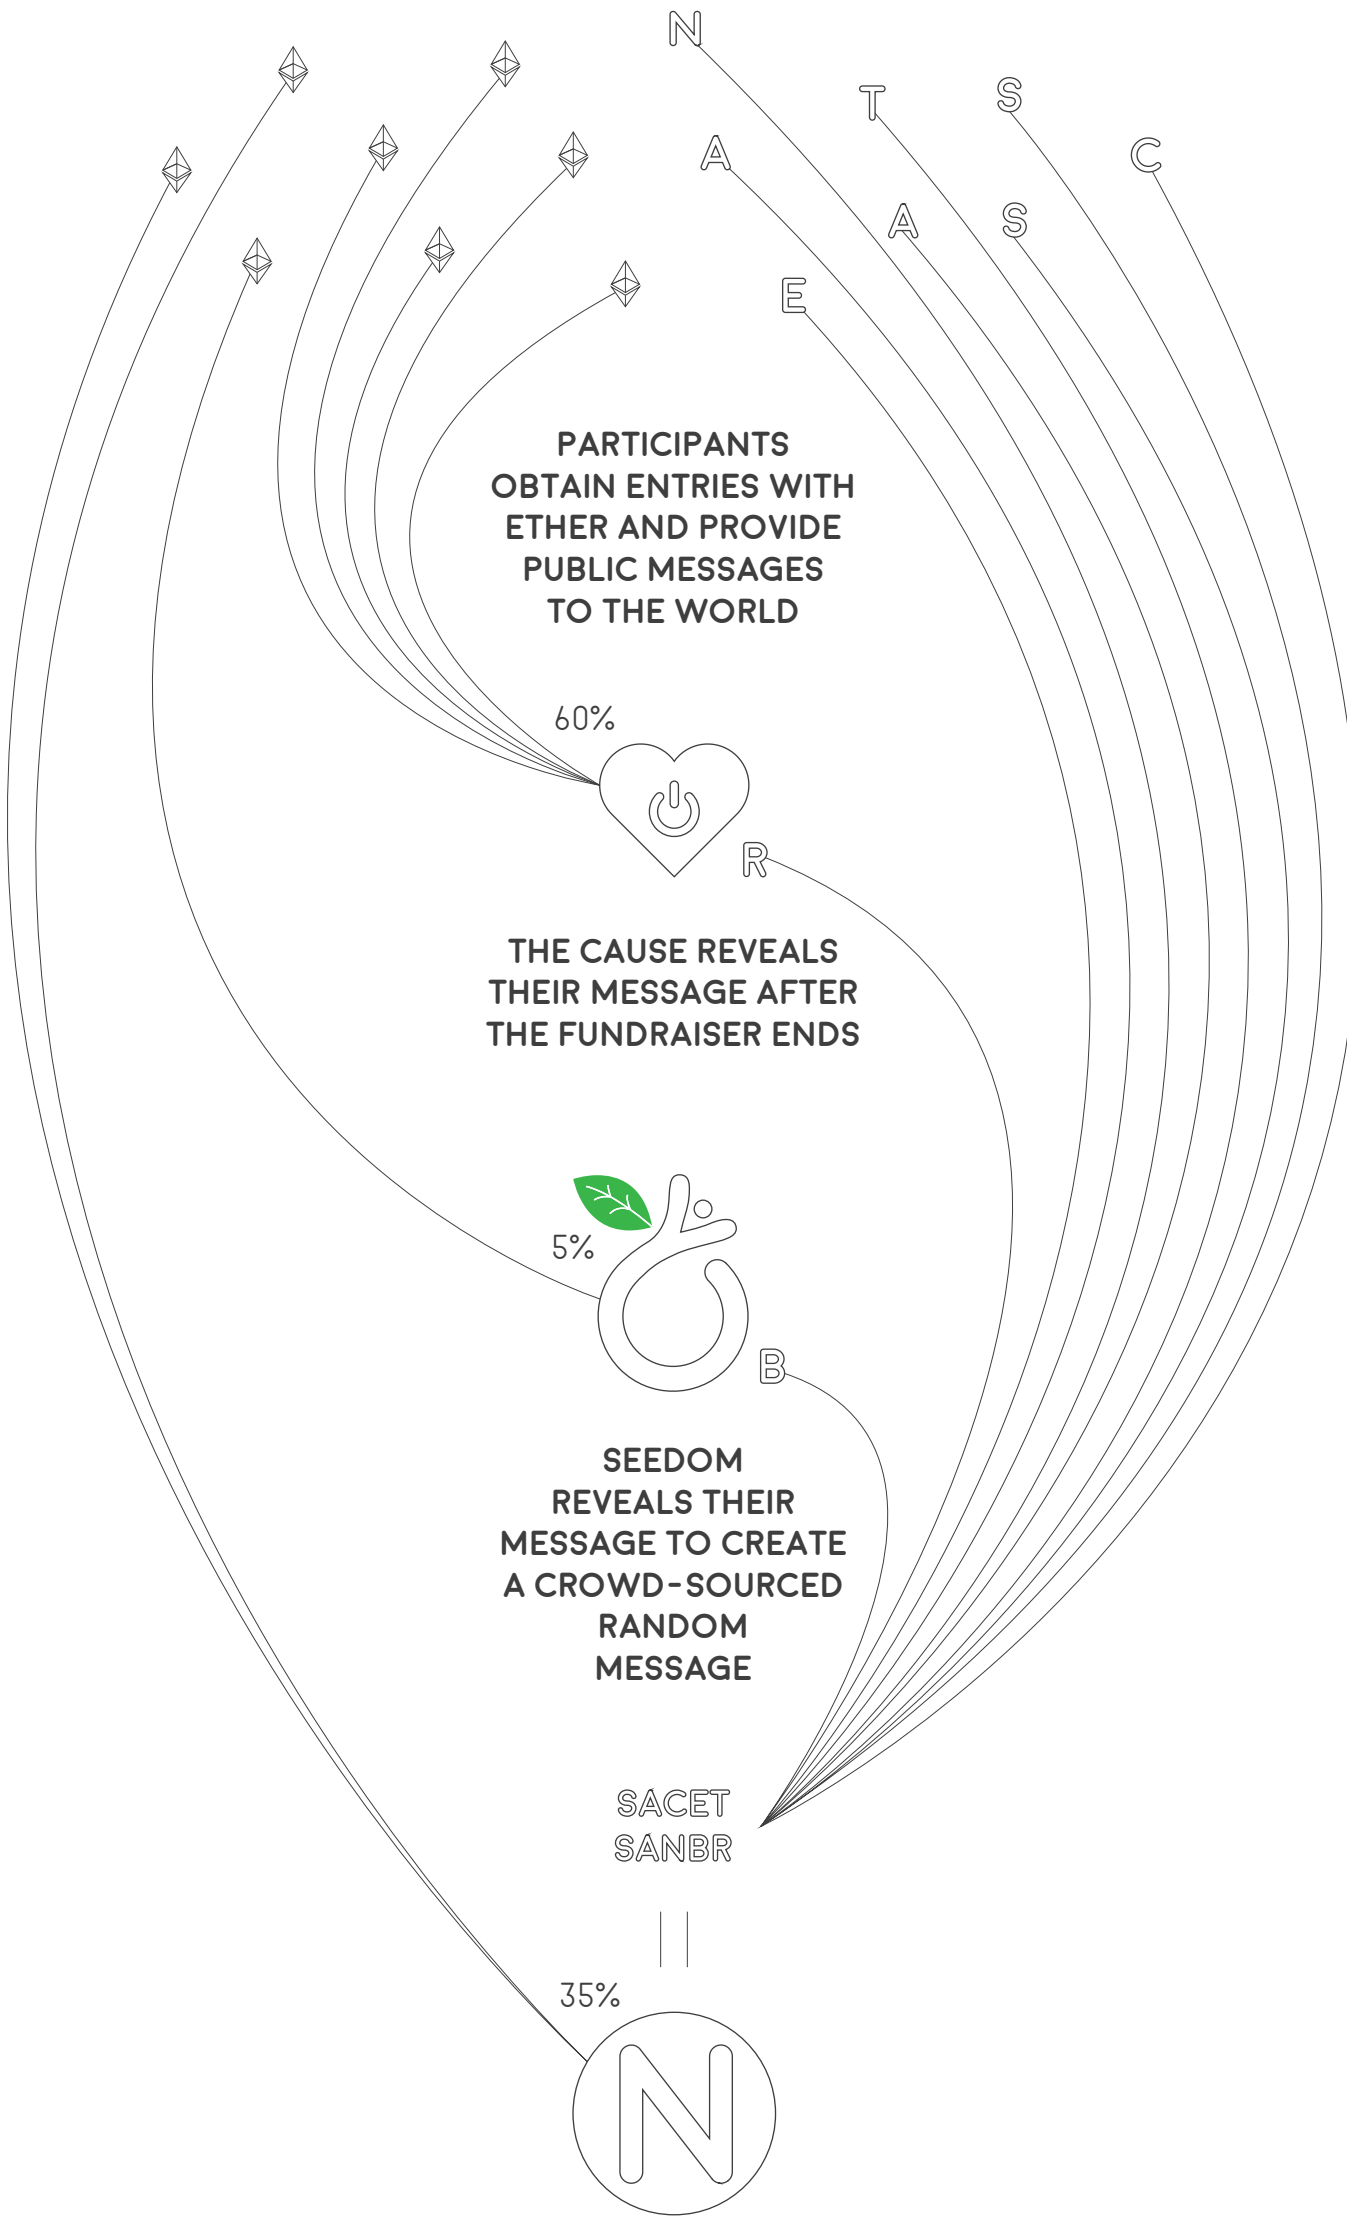 N
T
S
A
C
A
S
E
PARTICIPANTS
OBTAIN ENTRIES WITH
ETHER AND PROVIDE
PUBLIC MESSAGES
TO THE WORLD
60%
R
THE CAUSE REVEALS
THEIR MESSAGE AFTER
THE FUNDRAISER ENDS
5%
B
SEEDOM
REVEALS THEIR
MESSAGE TO CREATE
A CROWD-SOURCED
RANDOM
MESSAGE
SACET
SANBR
35%
N